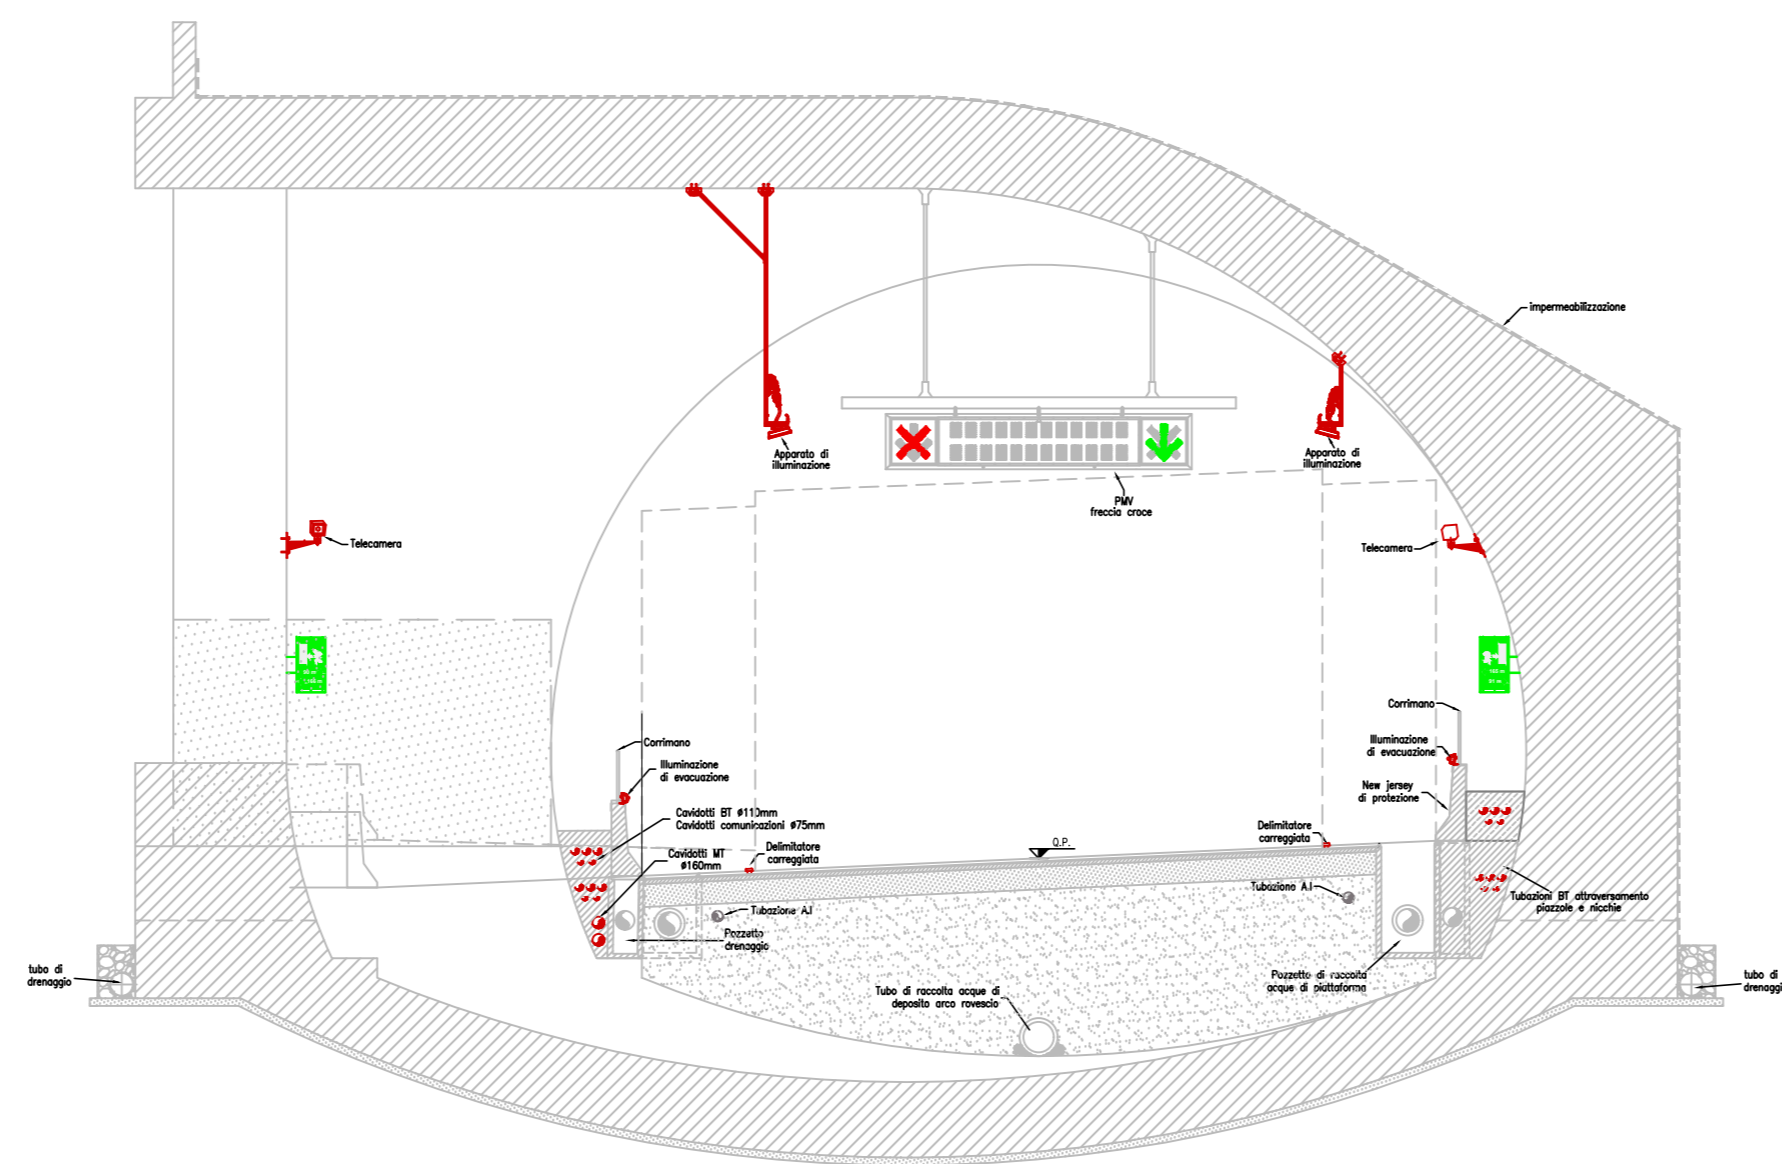 impermeabilizzazione
Apparato di
illuminazione
Apparato di
illuminazione
PMV
freccia croce
Telecamera
Telecamera
Corrimano
Illuminazione
di evacuazione
New jersey
di protezione
Corrimano
Illuminazione
di evacuazione
Cavidotti BT ø110mm
Cavidotti comunicazioni ø75mm
Cavidotti MT
ø160mm
Delimitatore
carreggiata
Q.P.
Delimitatore
carreggiata
Tubazione A.I
Tubazione A.I
Tubazioni BT attraversamento
piazzole e nicchie
Pozzetto
drenaggio
Pozzetto di raccolta
acque di piattaforma
Tubo di raccolta acque di
deposito arco rovescio
tubo di
drenaggio
tubo di
drenaggi